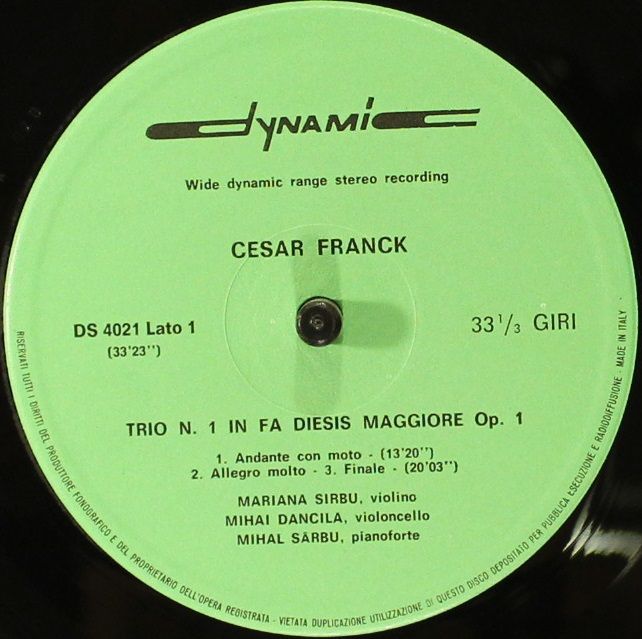 dynamic
Wide dynamic range stereo recording
CESAR FRANCK
DS 4021 Lato 1
(33'23'')
33 1/3 GIRI
TRIO N. 1 IN FA DIESIS MAGGIORE Op. 1
1. Andante con moto - (13'20'')
2. Allegro molto - 3. Finale - (20'03'')
MARIANA SIRBU, violino
MIHAI DANCILA, violoncello
MIHAL SÂRBU, pianoforte
RISERVATI TUTTI I DIRITTI DEL PRODUTTORE FONOGRAFICO E DEL PROPRIETARIO DELL'OPERA REGISTRATA - VIETATA DUPLICAZIONE UTILIZZAZIONE DI QUESTO DISCO DEPOSITATO PER PUBBLICA ESECUZIONE E RADIODIFFUSIONE - MADE IN ITALY